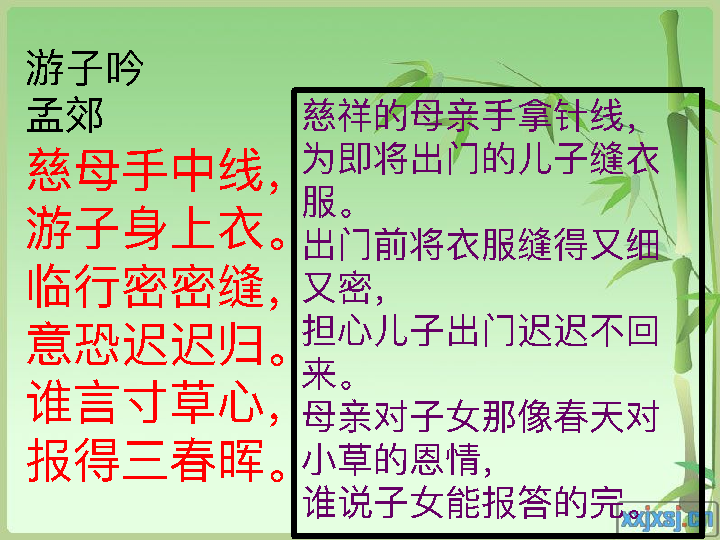 游子吟
孟郊
慈母手中线，
游子身上衣。
临行密密缝，
意恐迟迟归。
谁言寸草心，
报得三春晖。
慈祥的母亲手拿针线，
为即将出门的儿子缝衣
服。
出门前将衣服缝得又细
又密，
担心儿子出门迟迟不回
来。
母亲对子女那像春天对
小草的恩情，
谁说子女能报答的完。
xxjxsj.cn